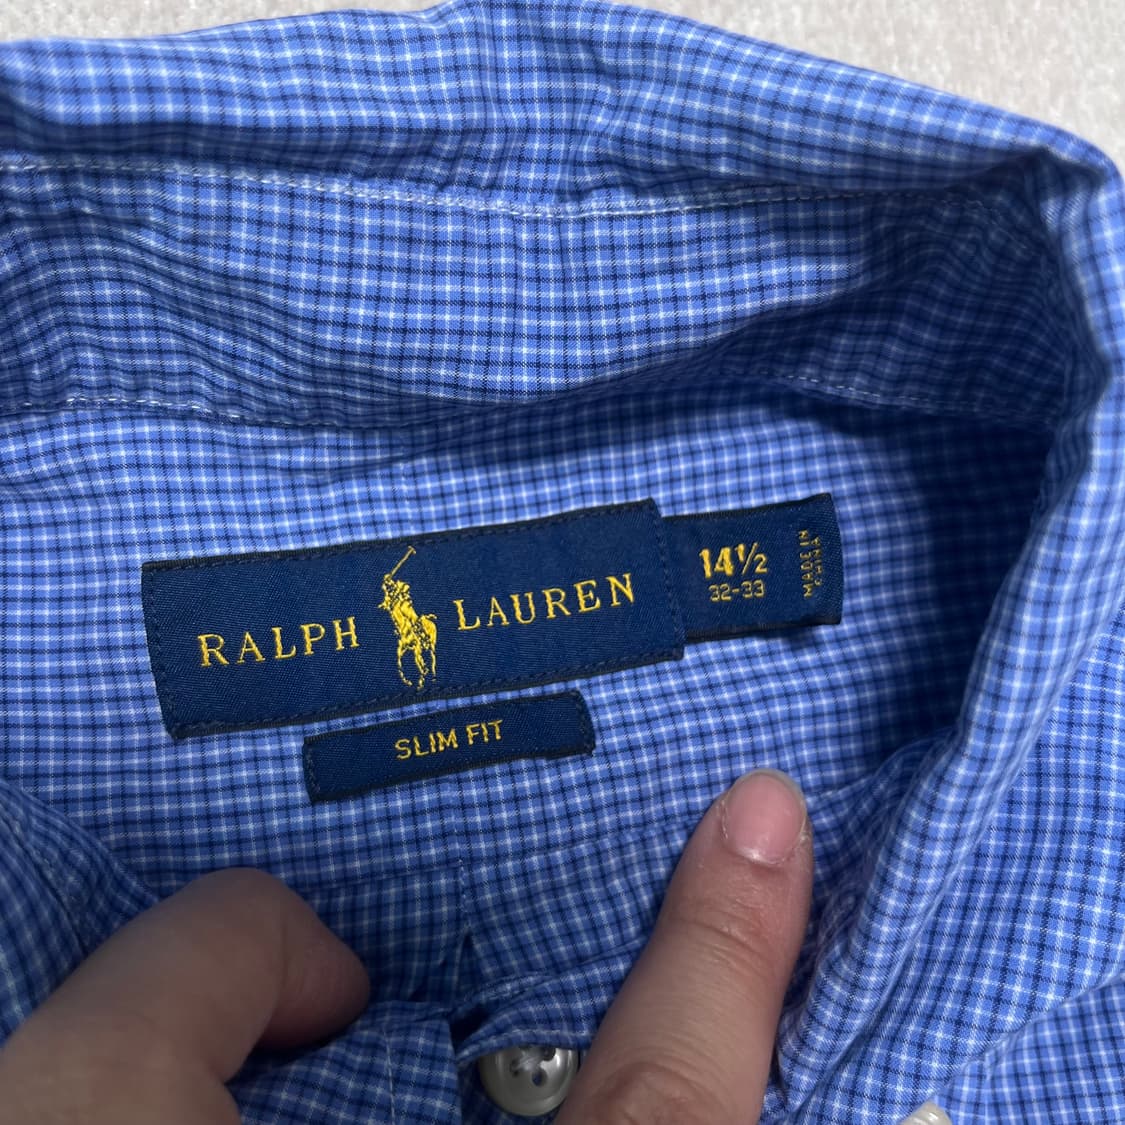 RALPH LAUREN
14½
32-33
MADE IN
CHINA
SLIM FIT